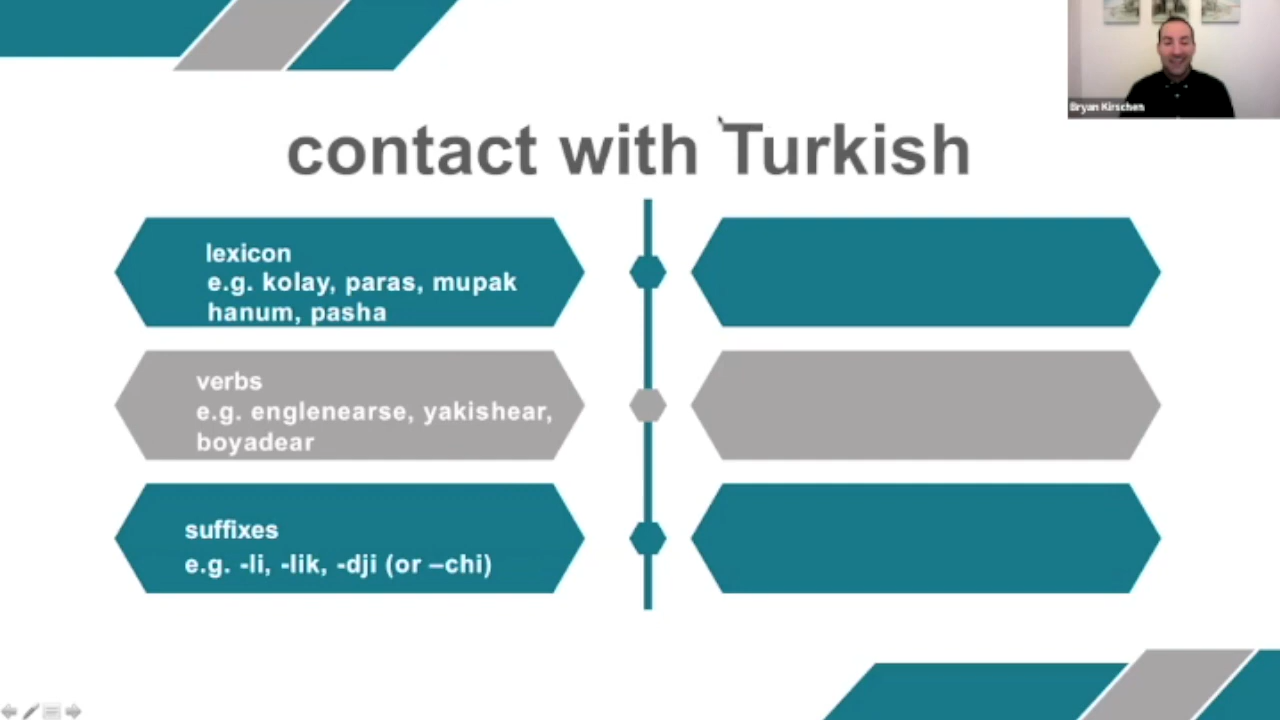 Bryan Kirschen
contact with Turkish
lexicon
e.g. kolay, paras, mupak
hanum, pasha
verbs
e.g. englenearse, yakishear,
boyadear
suffixes
e.g. -li, -lik, -dji (or –chi)